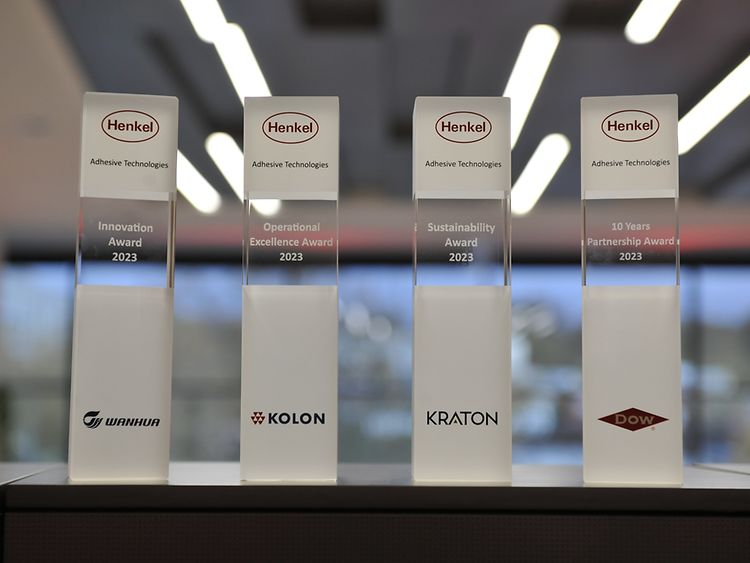 Henkel
Adhesive Technologies
Innovation
Award
2023
WANHUA
Henkel
Adhesive Technologies
Operational
Excellence Award
2023
KOLON
Henkel
Adhesive Technologies
Sustainability
Award
2023
KRATON
Henkel
Adhesive Technologies
10 Years
Partnership Award
2023
DOW
®